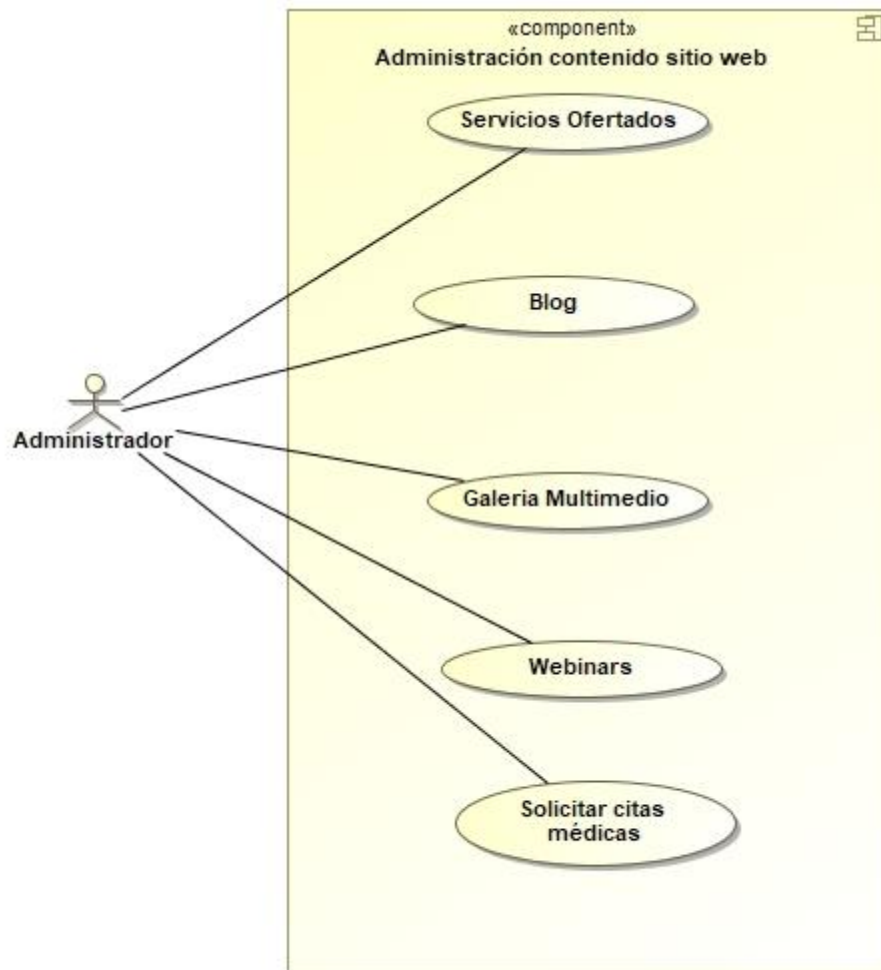 «component»
Administración contenido sitio web
Servicios Ofertados
Blog
Administrador
Galeria Multimedio
Webinars
Solicitar citas
médicas